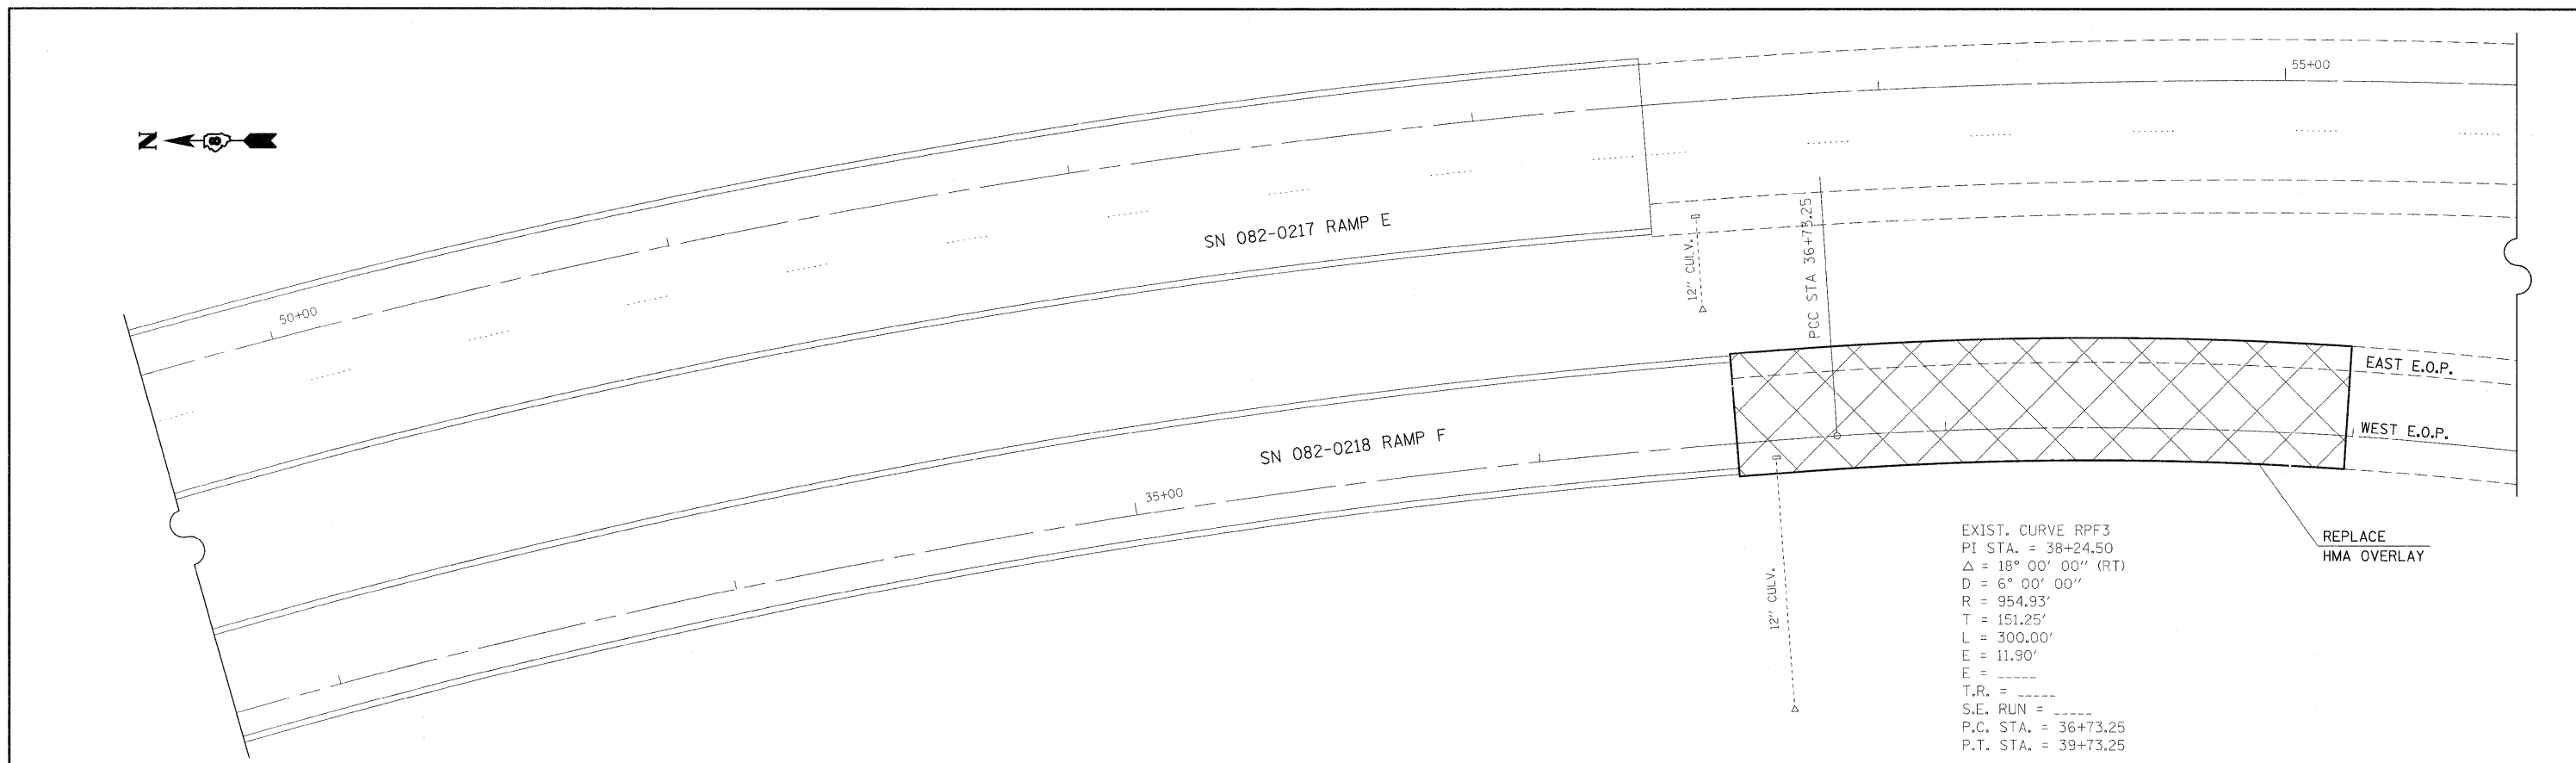 55+00
N
50+00
SN 082-0217 RAMP E
12" CULV.
PCC STA 36+73.25
EAST E.O.P.
WEST E.O.P.
SN 082-0218 RAMP F
35+00
12" CULV.
REPLACE
HMA OVERLAY
EXIST. CURVE RPF3
PI STA. = 38+24.50
△ = 18° 00' 00" (RT)
D = 6° 00' 00"
R = 954.93'
T = 151.25'
L = 300.00'
E = 11.90'
E = _____
T.R. = _____
S.E. RUN = _____
P.C. STA. = 36+73.25
P.T. STA. = 39+73.25